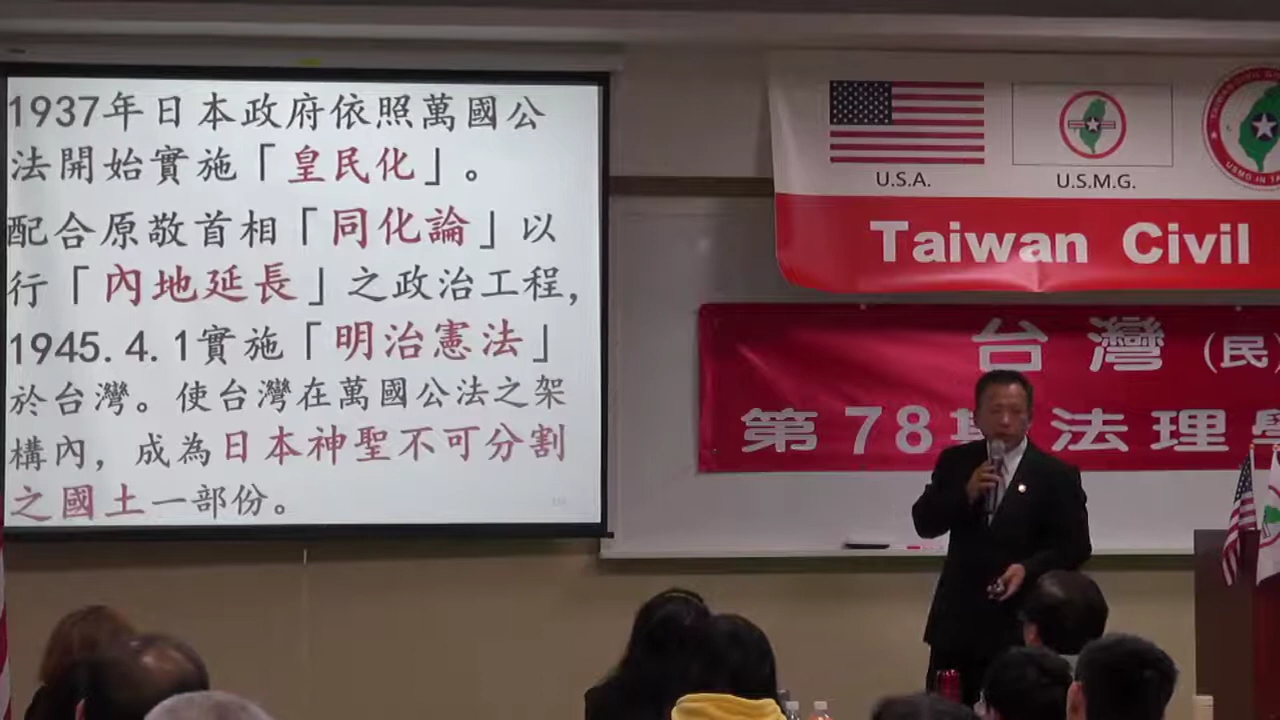 1937年日本政府依照萬國公
法開始實施「皇民化」。
配合原敬首相「同化論」以
行「內地延長」之政治工程，
1945.4.1實施「明治憲法」
於台灣。使台灣在萬國公法之架
構內，成為日本神聖不可分割
之國土一部份。
U.S.A.
U.S.M.G.
Taiwan Civil
台灣(民
第78期法理學